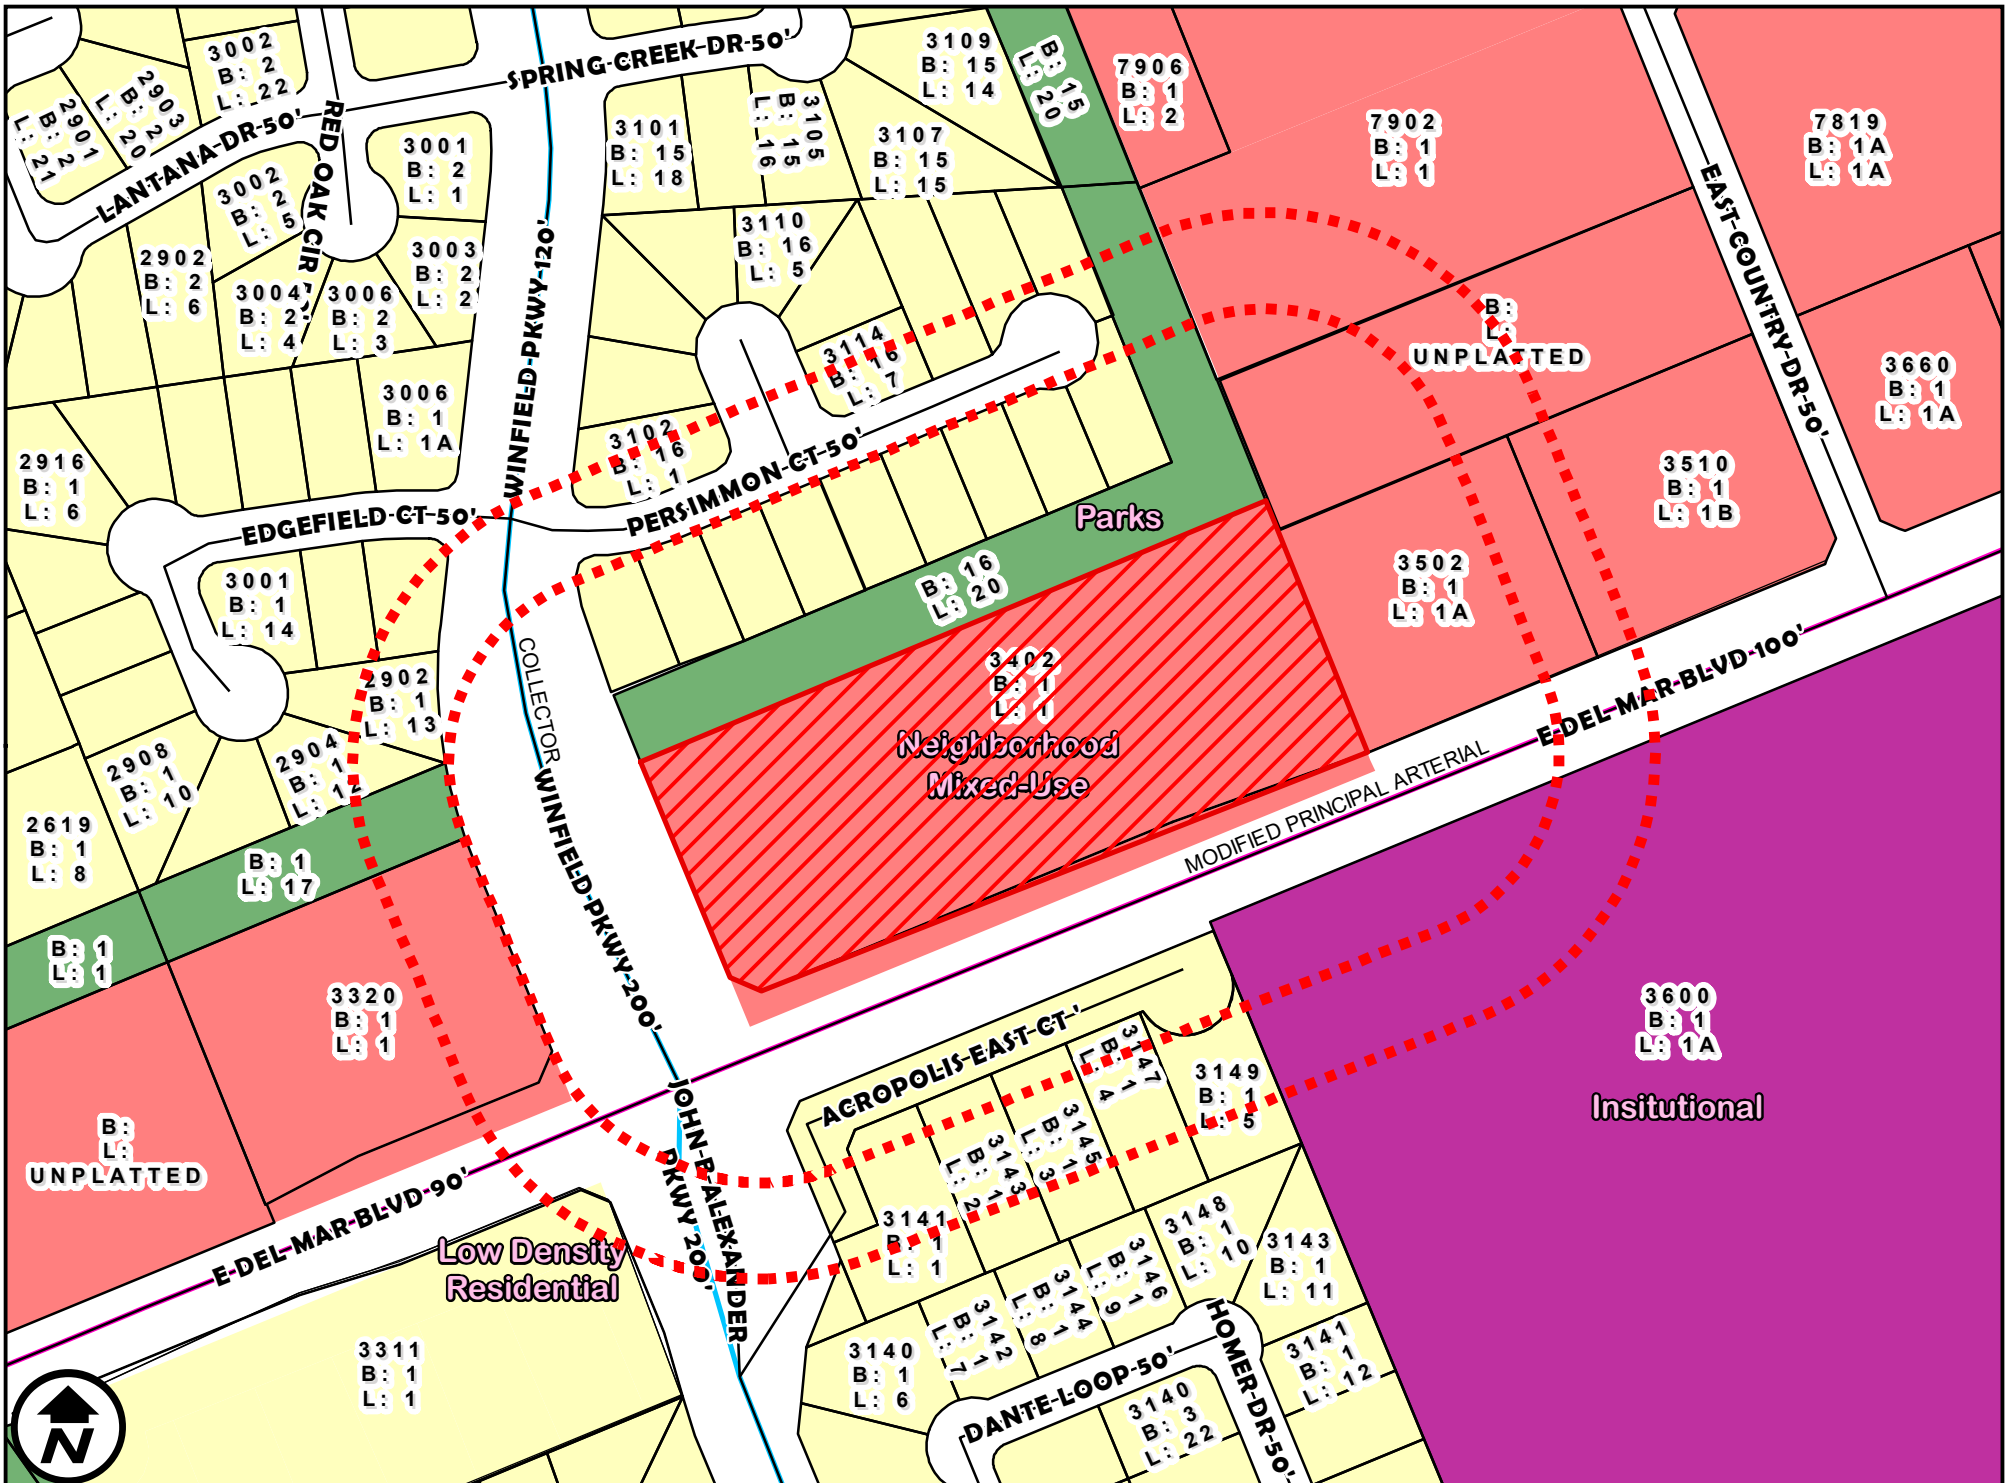 3002
B: 2
L: 22
SPRING-CREEK-DR-50'
3109
B: 15
L: 14
B: 15
L: 20
7906
B: 1
L: 2
7902
B: 1
L: 1
7819
B: 1A
L: 1A
2901
B: 2
L: 21
2903
B: 2
L: 20
LANTANA-DR-50'
RED OAK CIR
3001
B: 2
L: 1
3101
B: 15
L: 18
3105
B: 15
L: 16
3107
B: 15
L: 15
3002
B: 2
L: 5
EAST-COUNTRY-DR-50'
2902
B: 2
L: 6
3003
B: 2
L: 2
WINFIELD-PKWY-120'
3110
B: 16
L: 5
3004
B: 2
L: 4
3006
B: 2
L: 3
3114
B: 16
L: 7
B:
L:
UNPLATTED
3660
B: 1
L: 1A
3006
B: 1
L: 1A
3102
B: 16
L: 1
PERSIMMON-CT-50'
2916
B: 1
L: 6
EDGEFIELD-CT-50'
Parks
3510
B: 1
L: 1B
3001
B: 1
L: 14
B: 16
L: 20
3502
B: 1
L: 1A
2902
B: 1
L: 13
COLLECTOR
3402
B: 1
L: 1
Neighborhood
Mixed-Use
E-DEL-MAR-BLVD-100'
MODIFIED PRINCIPAL ARTERIAL
2908
B: 1
L: 10
2904
B: 1
L: 12
2619
B: 1
L: 8
B: 1
L: 17
WINFIELD-PKWY-200'
B: 1
L: 1
3320
B: 1
L: 1
3600
B: 1
L: 1A
Insitutional
ACROPOLIS-EAST-CT-'
3147
B: 1
L: 4
3149
B: 1
L: 5
B:
L:
UNPLATTED
JOHN-B-ALEXANDER
PKWY 200'
3145
B: 1
L: 3
3143
B: 1
L: 2
E-DEL-MAR-BLVD-90'
Low Density
Residential
3141
B: 1
L: 1
3148
B: 1
L: 10
3143
B: 1
L: 11
3146
B: 1
L: 9
3144
B: 1
L: 8
3142
B: 1
L: 7
3311
B: 1
L: 1
3140
B: 1
L: 6
HOMER-DR-50'
3141
B: 1
L: 12
DANTE-LOOP-50'
3140
B: 3
L: 22
N